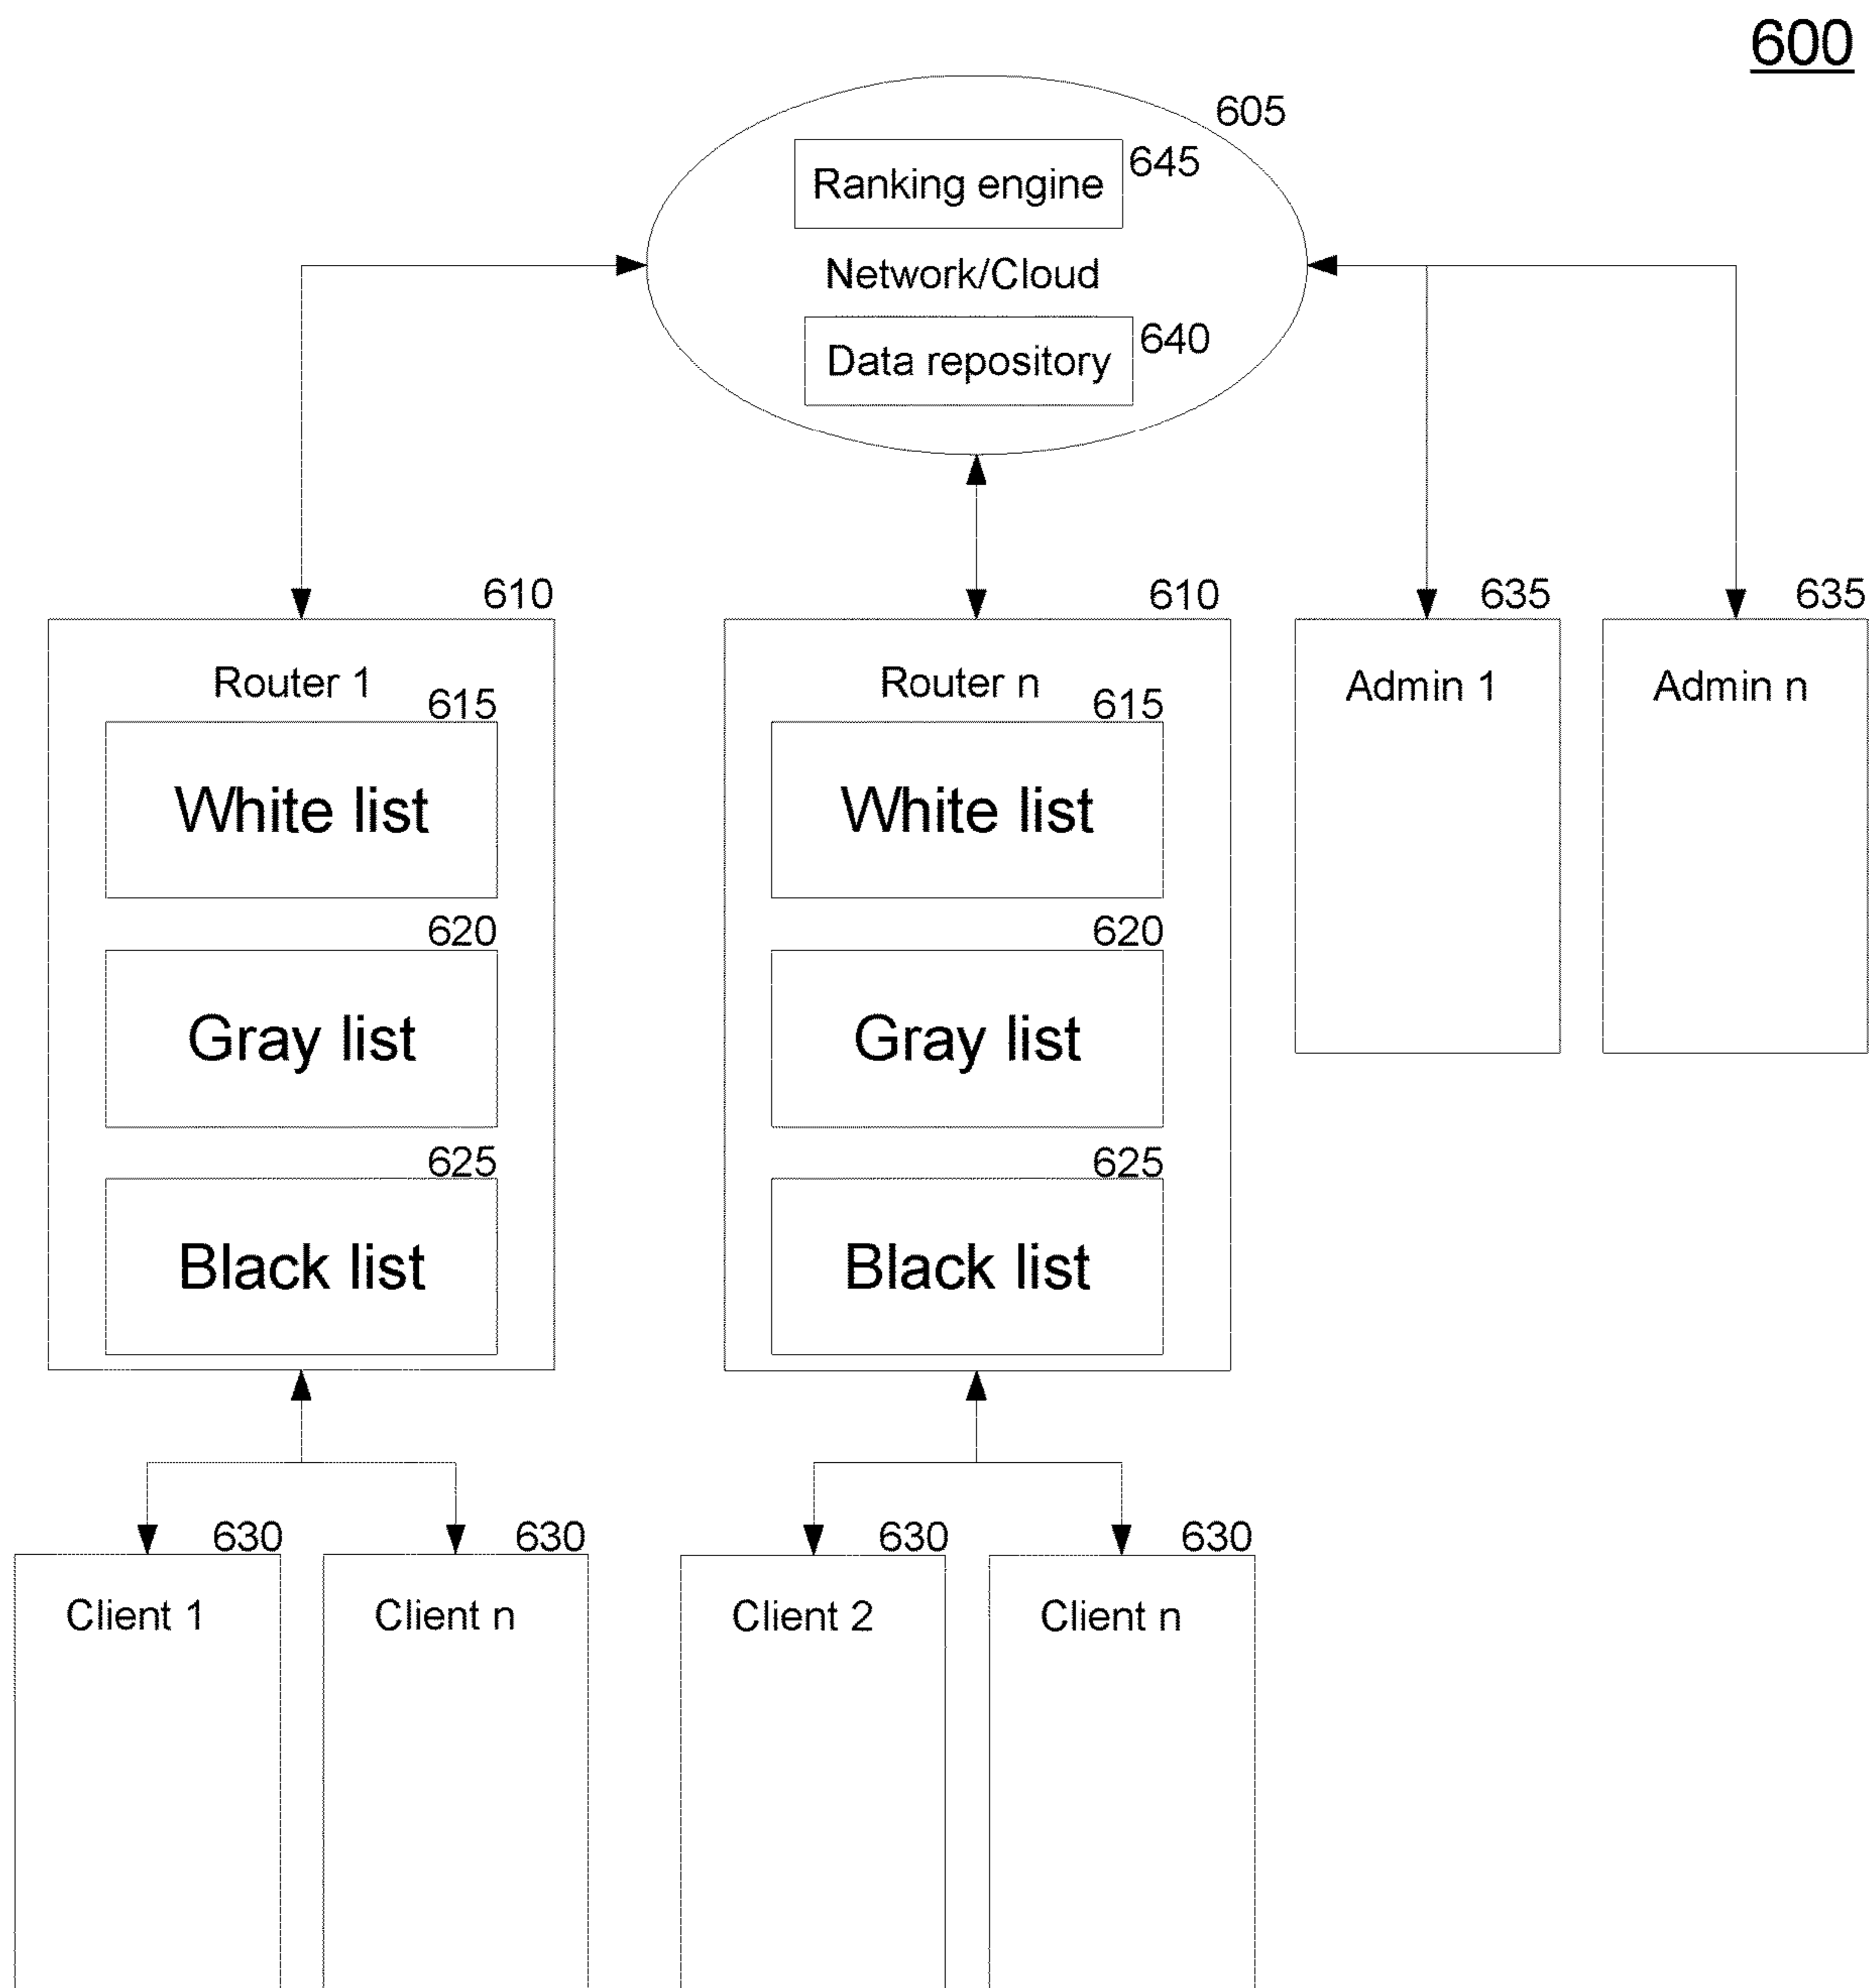 600
605
Ranking engine
645
Network/Cloud
Data repository
640
610
610
635
635
Router 1
Router n
Admin 1
Admin n
615
615
White list
White list
620
620
Gray list
Gray list
625
625
Black list
Black list
630
630
630
630
Client 1
Client n
Client 2
Client n